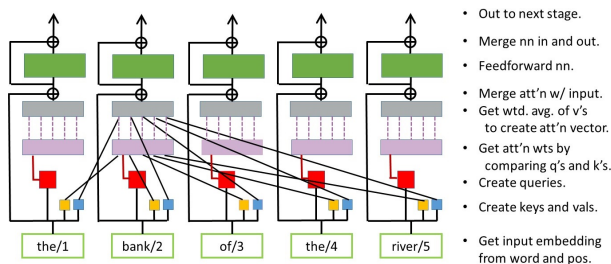 • Out to next stage.
• Merge nn in and out.
• Feedforward nn.
• Merge att'n w/ input.
• Get wtd. avg. of v's
to create att'n vector.
• Get att'n wts by
comparing q's and k's.
• Create queries.
• Create keys and vals.
• Get input embedding
from word and pos.
the/1 bank/2 of/3 the/4 river/5